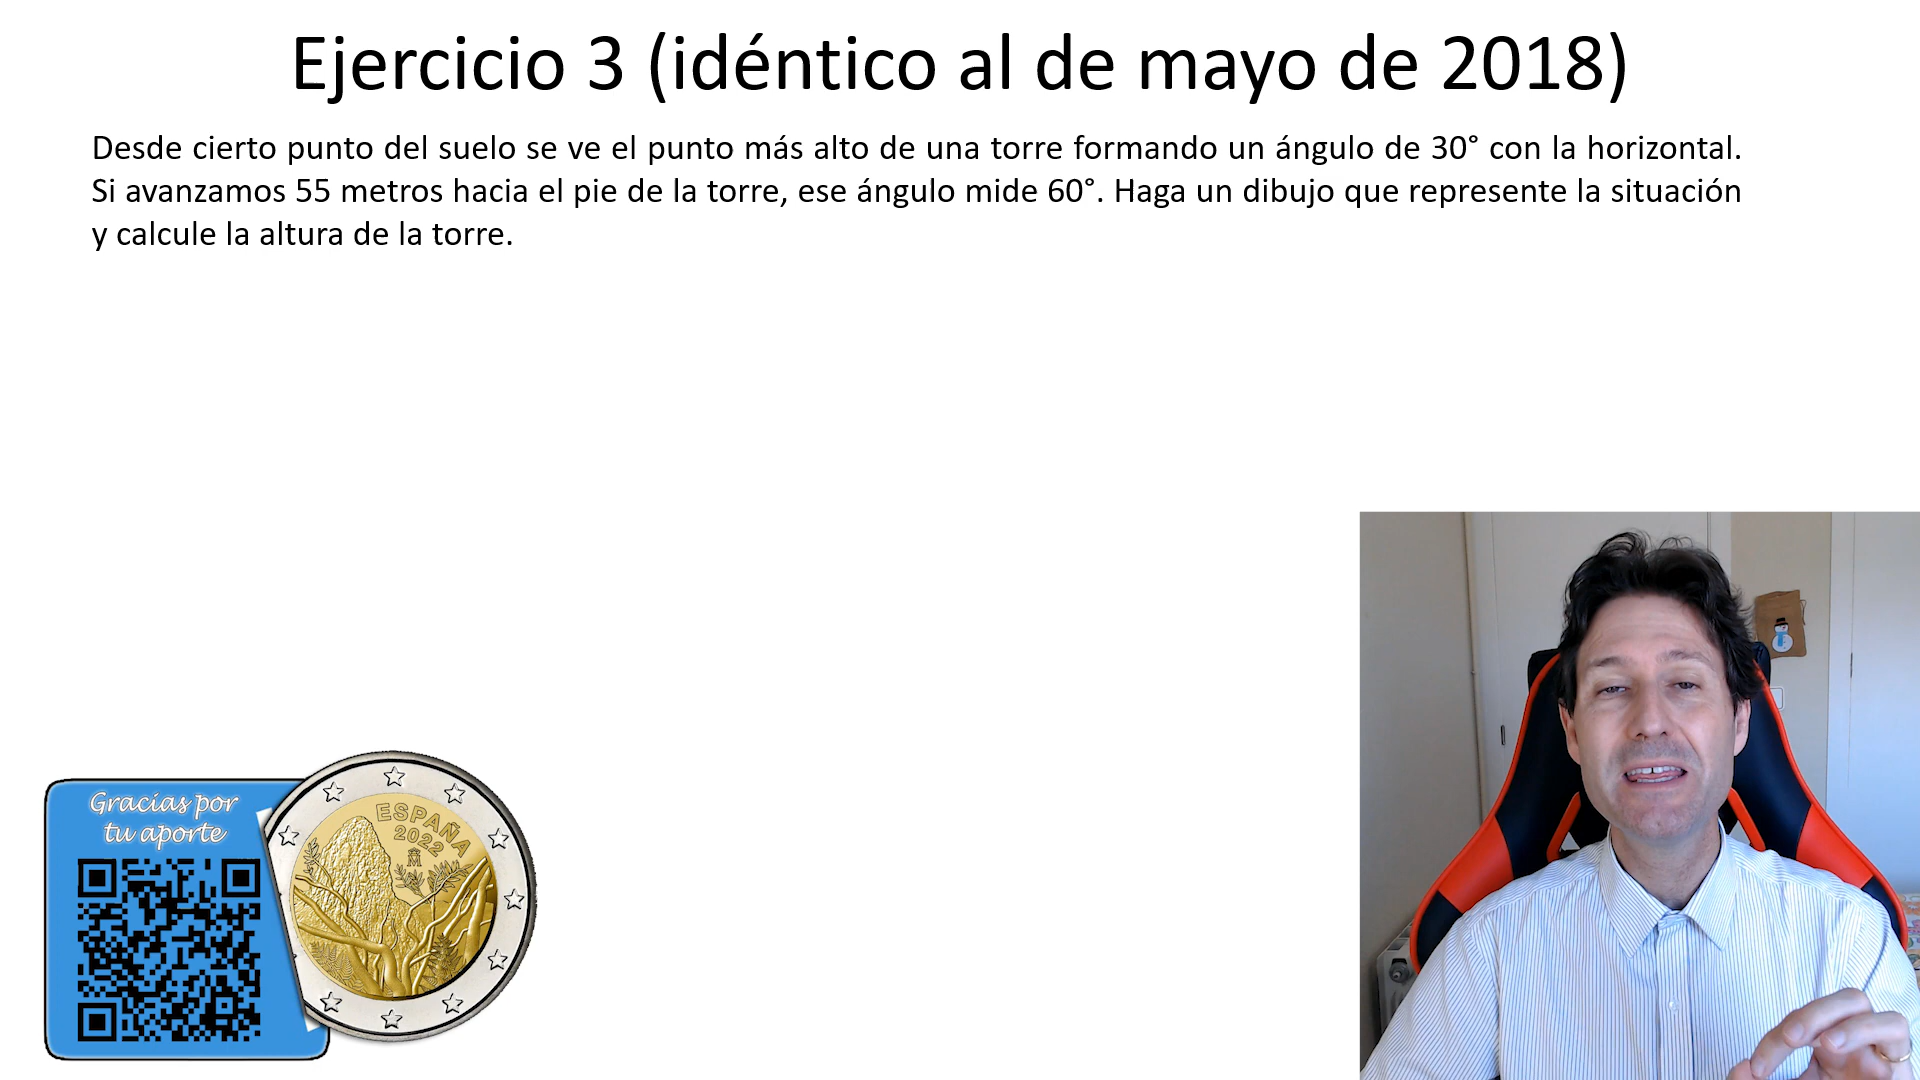 Ejercicio 3 (idéntico al de mayo de 2018)
Desde cierto punto del suelo se ve el punto más alto de una torre formando un ángulo de 30° con la horizontal.
Si avanzamos 55 metros hacia el pie de la torre, ese ángulo mide 60°. Haga un dibujo que represente la situación
y calcule la altura de la torre.
Gracias por
tu aporte
ESPAÑA
2022